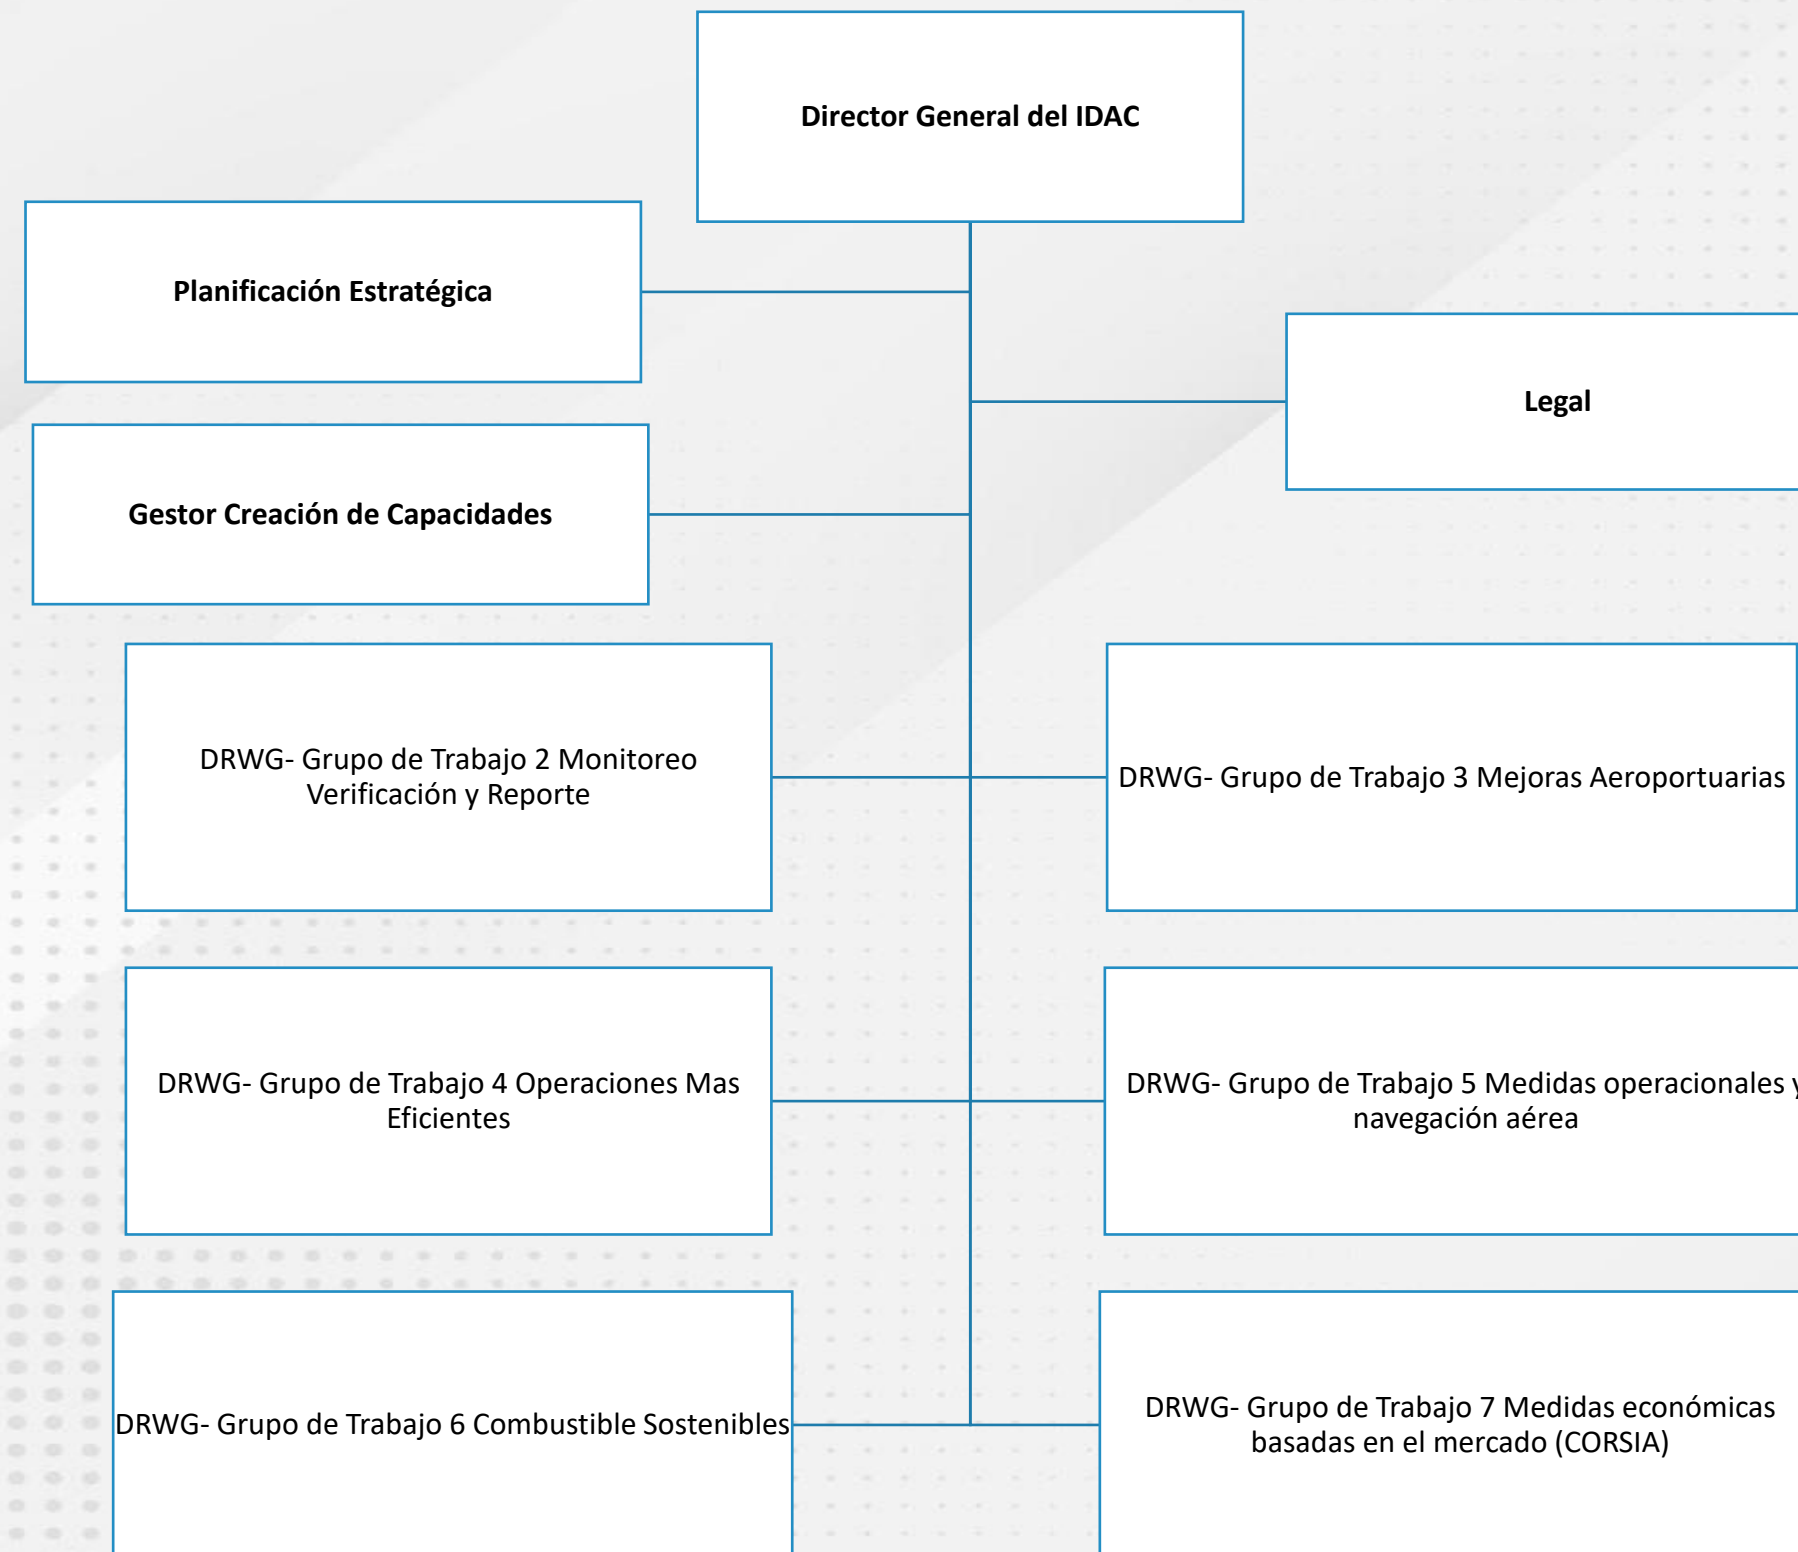 Director General del IDAC
Planificación Estratégica
Legal
Gestor Creación de Capacidades
DRWG- Grupo de Trabajo 2 Monitoreo
Verificación y Reporte
DRWG- Grupo de Trabajo 3 Mejoras Aeroportuarias
DRWG- Grupo de Trabajo 4 Operaciones Mas
Eficientes
DRWG- Grupo de Trabajo 5 Medidas operacionales y
navegación aérea
DRWG- Grupo de Trabajo 6 Combustible Sostenibles
DRWG- Grupo de Trabajo 7 Medidas económicas
basadas en el mercado (CORSIA)